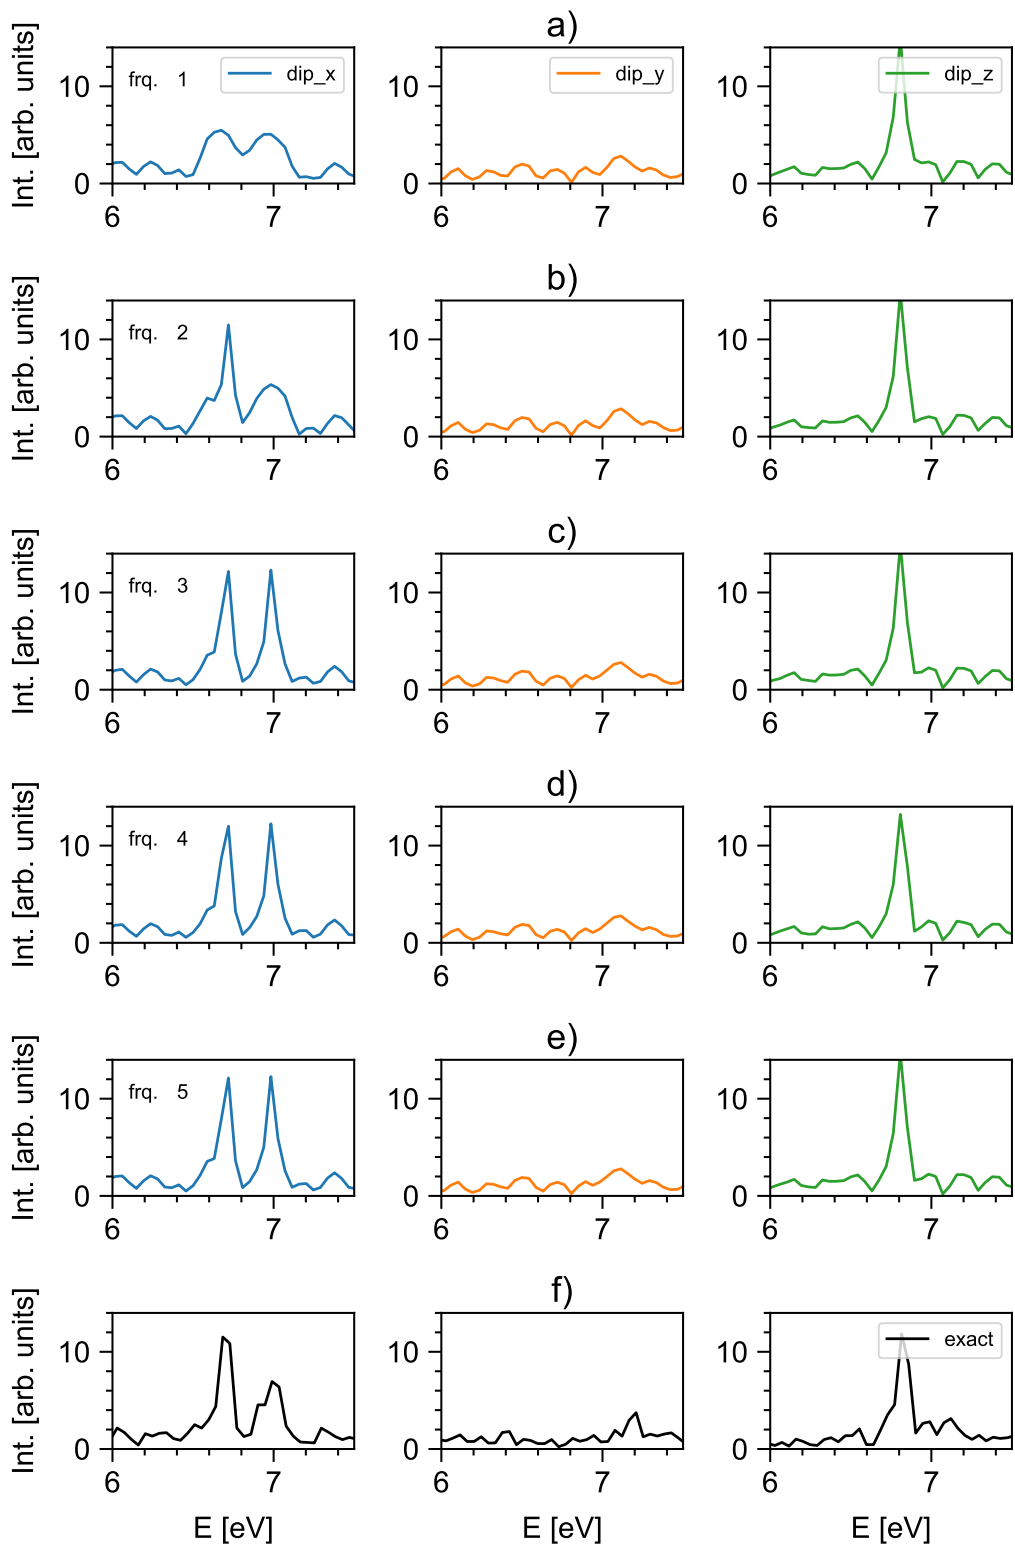 a)
Int. [arb. units]
10
0
frq. 1
dip_x
dip_y
dip_z
6 7 6 7 6 7
b)
Int. [arb. units]
10
0
frq. 2
10
0
10
0
6 7 6 7 6 7
c)
Int. [arb. units]
10
0
frq. 3
10
0
10
0
6 7 6 7 6 7
d)
Int. [arb. units]
10
0
frq. 4
10
0
10
0
6 7 6 7 6 7
e)
Int. [arb. units]
10
0
frq. 5
10
0
10
0
6 7 6 7 6 7
f)
Int. [arb. units]
10
0
10
0
10
0
exact
6 7 6 7 6 7
E [eV] E [eV] E [eV]